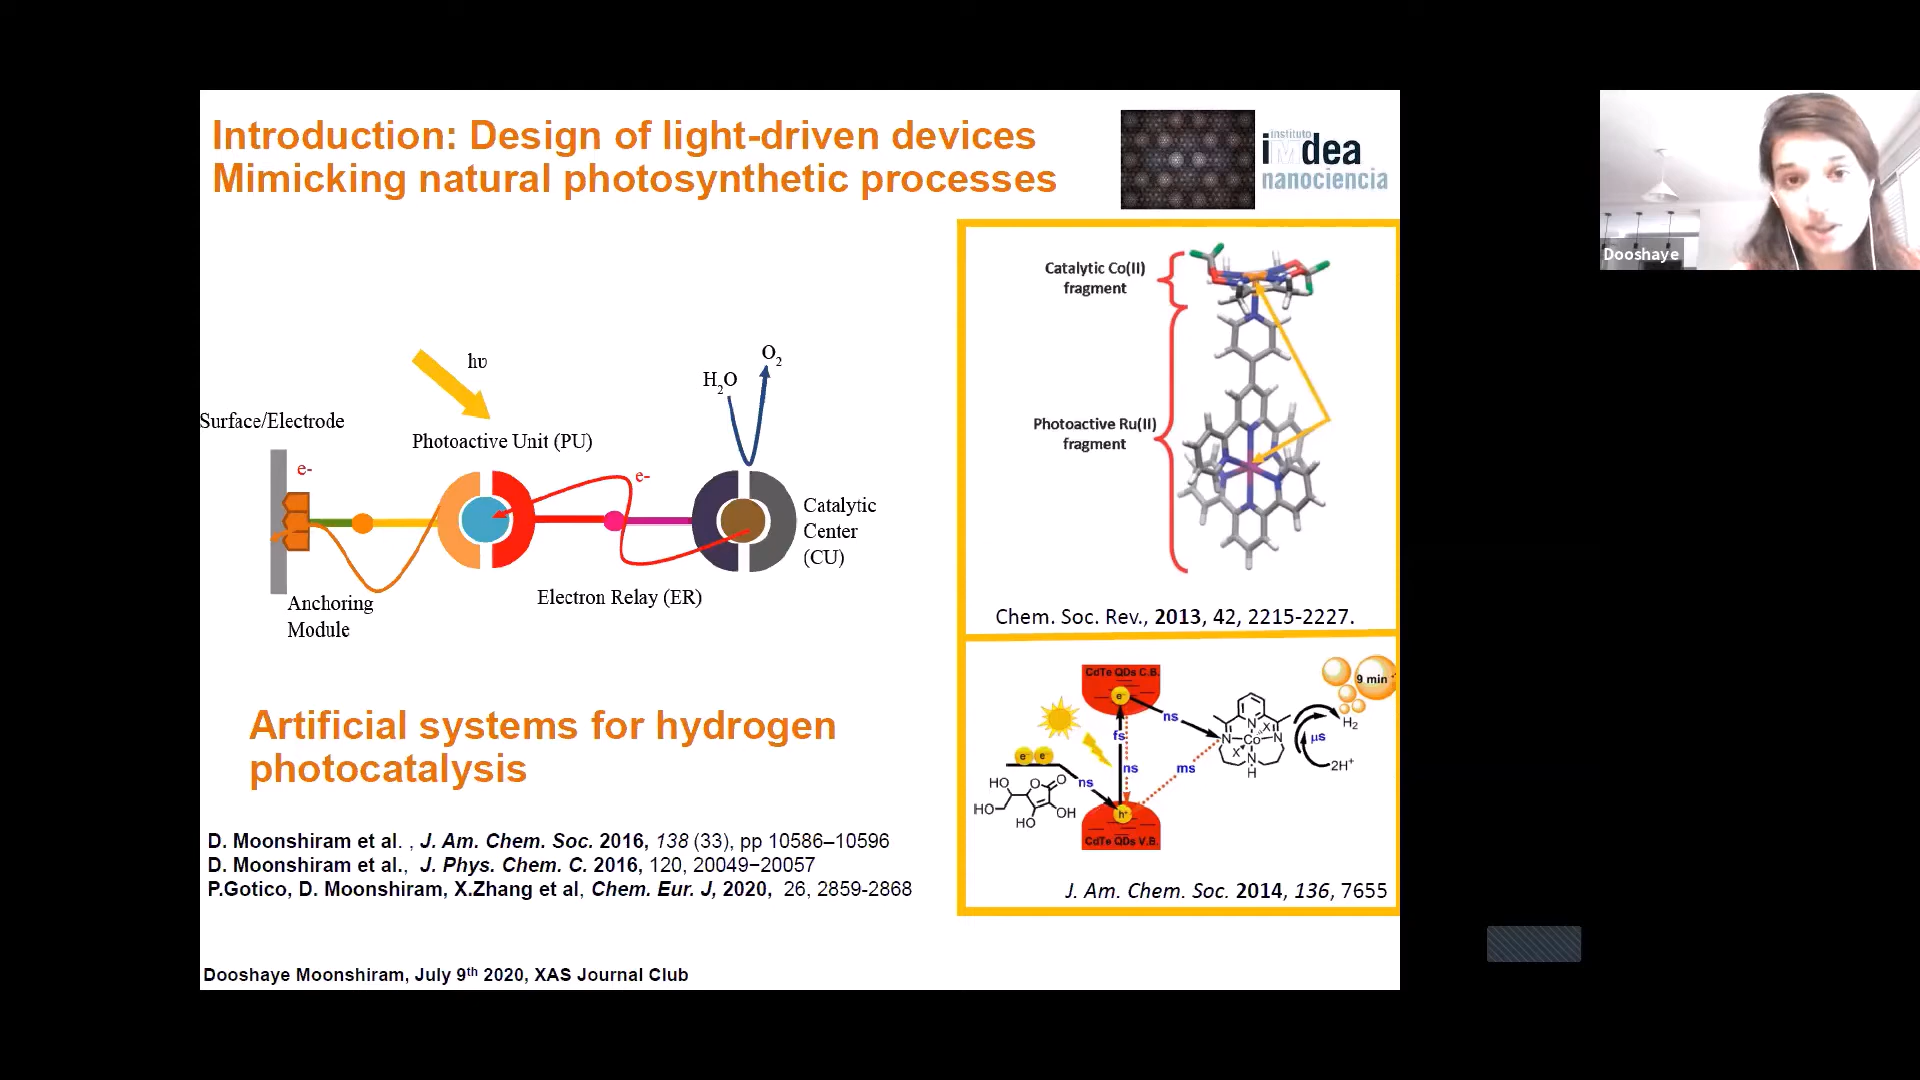 Introduction: Design of light-driven devices
Mimicking natural photosynthetic processes
instituto
iMdea
nanociencia
Dooshaye
hυ
H2O
O2
Surface/Electrode
e-
Photoactive Unit (PU)
e-
Catalytic
Center
(CU)
Electron Relay (ER)
Anchoring
Module
Catalytic Co(II)
fragment
Photoactive Ru(II)
fragment
Chem. Soc. Rev., 2013, 42, 2215-2227.
CdTe QDs C.B.
e-
ns
fs
ns
ms
ns
e- e-
HO
HO
HO
OH
O
O
h+
CdTe QDs V.B.
N
N
N
N
H
Co
X
X
µs
H2
2H+
9 min
J. Am. Chem. Soc. 2014, 136, 7655
Artificial systems for hydrogen
photocatalysis
D. Moonshiram et al. , J. Am. Chem. Soc. 2016, 138 (33), pp 10586–10596
D. Moonshiram et al., J. Phys. Chem. C. 2016, 120, 20049−20057
P.Gotico, D. Moonshiram, X.Zhang et al, Chem. Eur. J, 2020, 26, 2859-2868
Dooshaye Moonshiram, July 9th 2020, XAS Journal Club